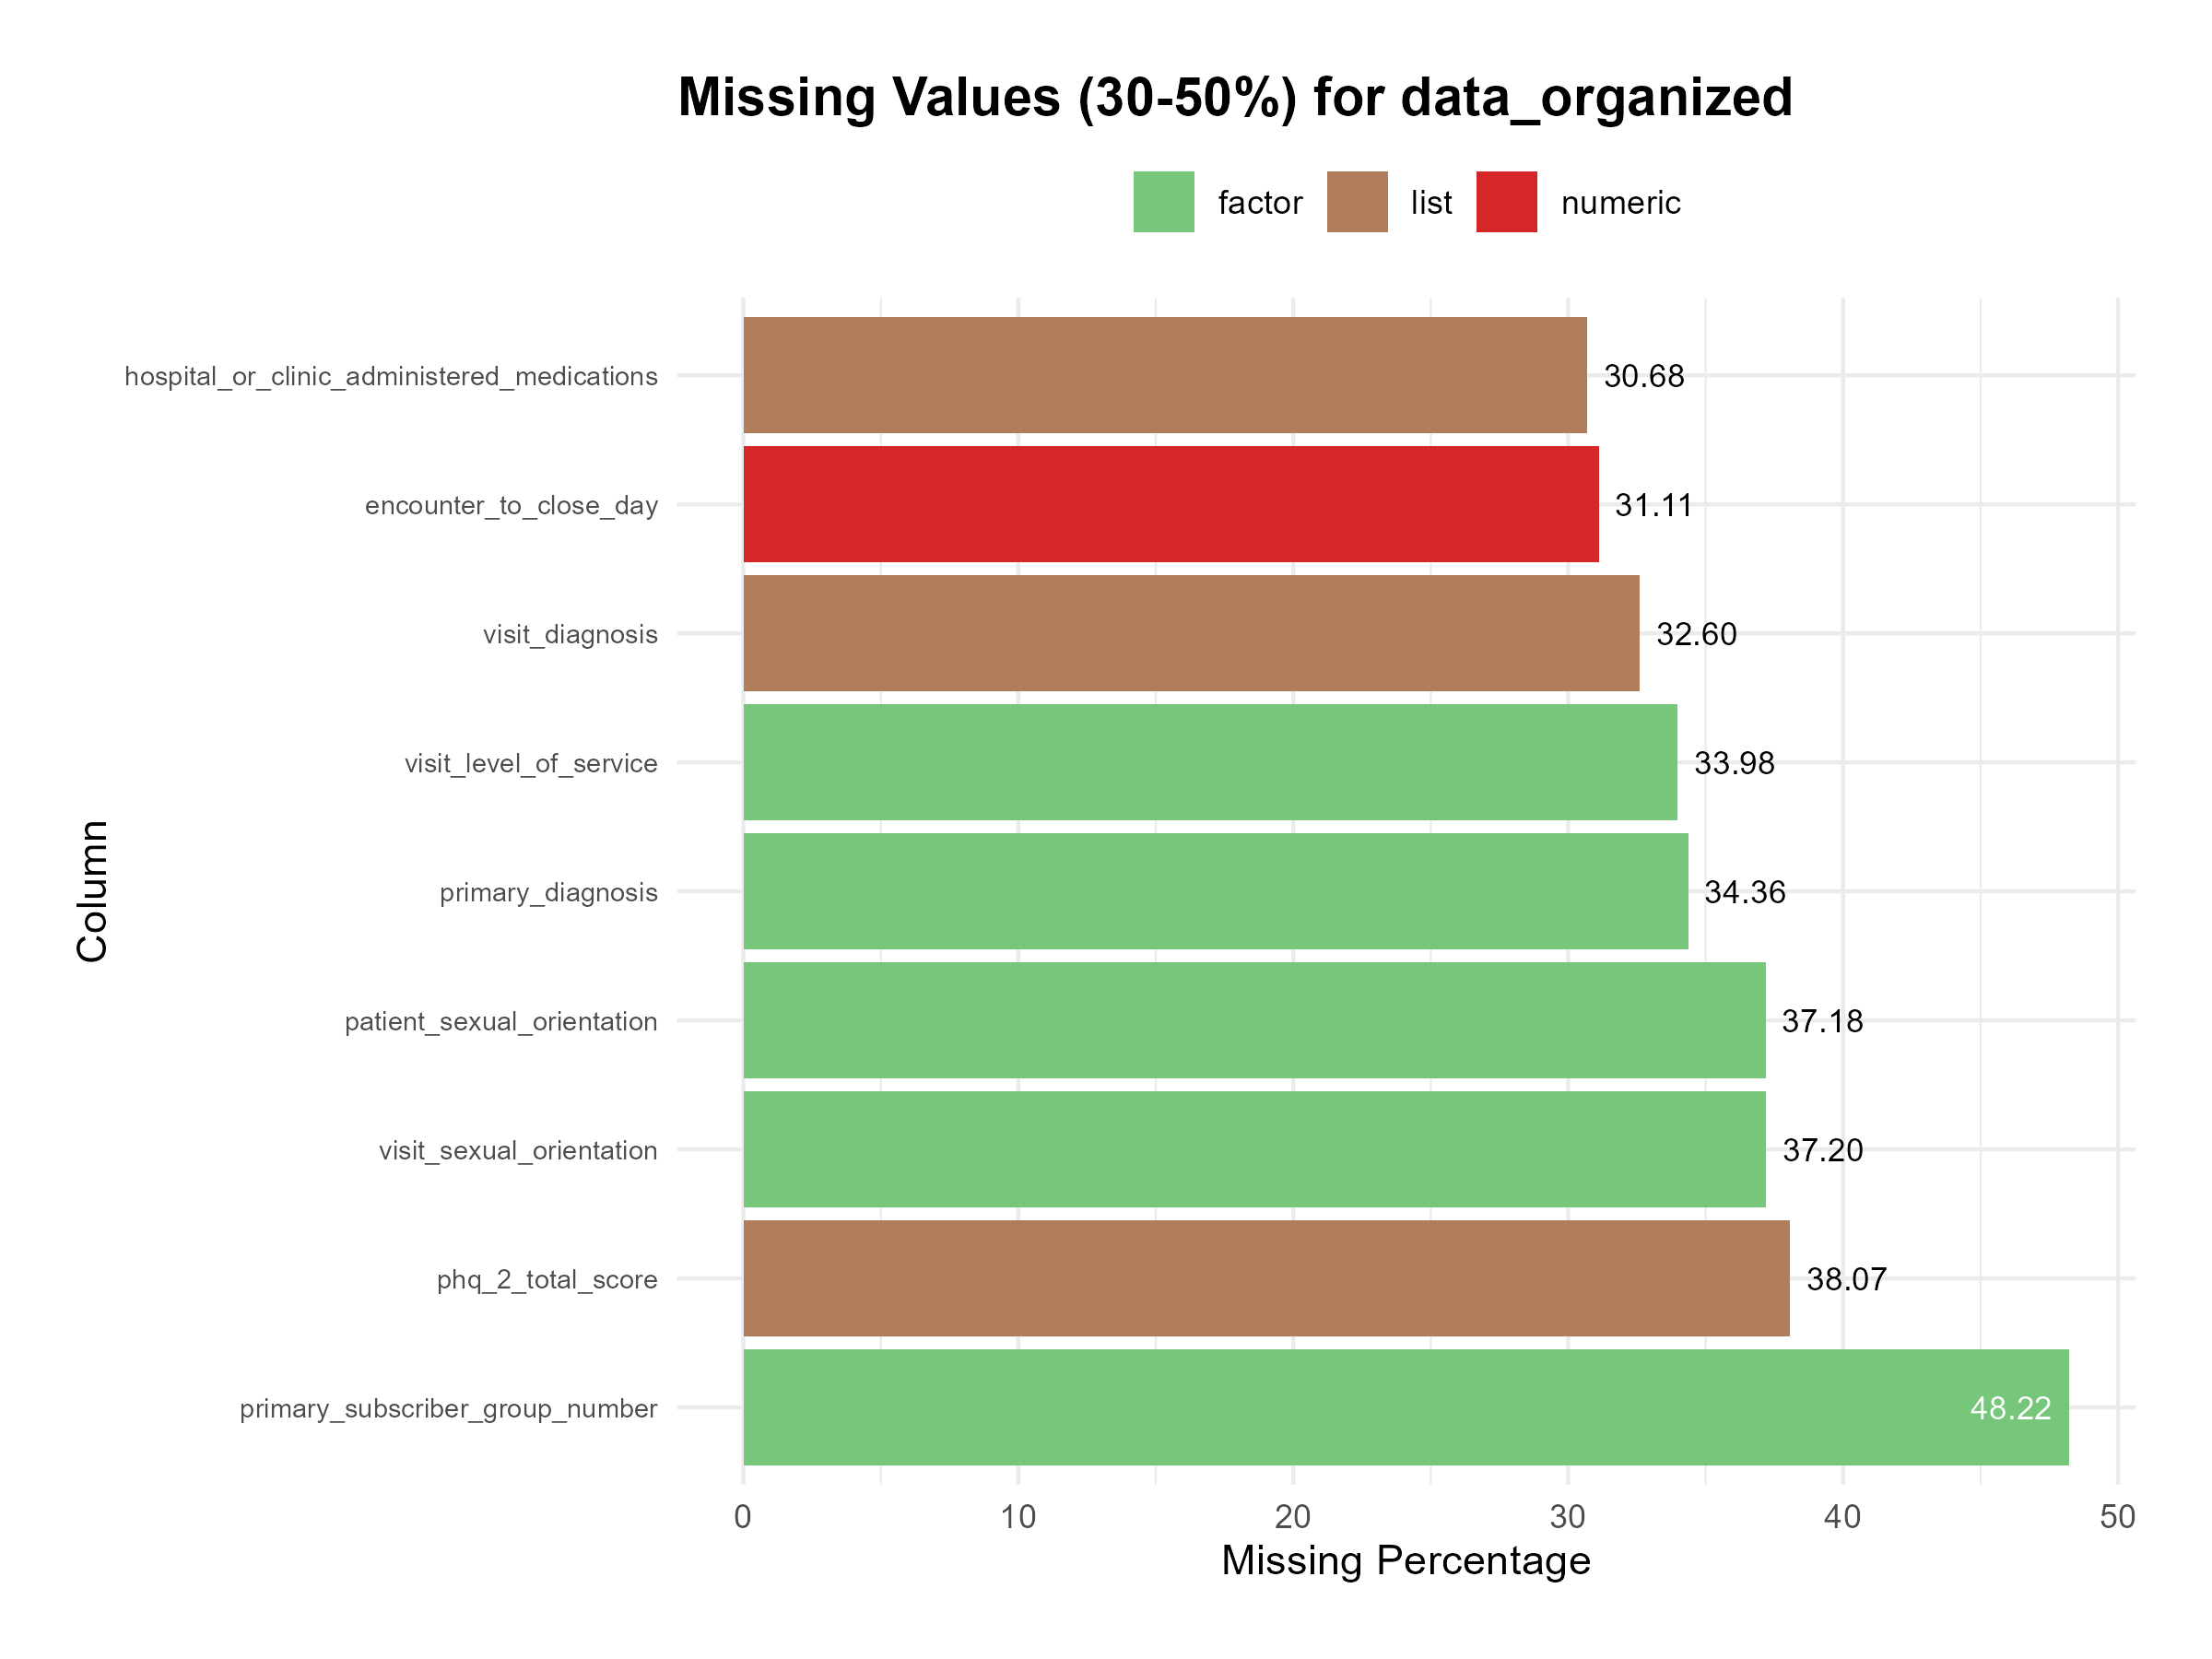 Missing Values (30-50%) for data_organized
factor list numeric
hospital_or_clinic_administered_medications 30.68
encounter_to_close_day 31.11
visit_diagnosis 32.60
visit_level_of_service 33.98
primary_diagnosis 34.36
patient_sexual_orientation 37.18
visit_sexual_orientation 37.20
phq_2_total_score 38.07
primary_subscriber_group_number 48.22
Column
0 10 20 30 40 50
Missing Percentage